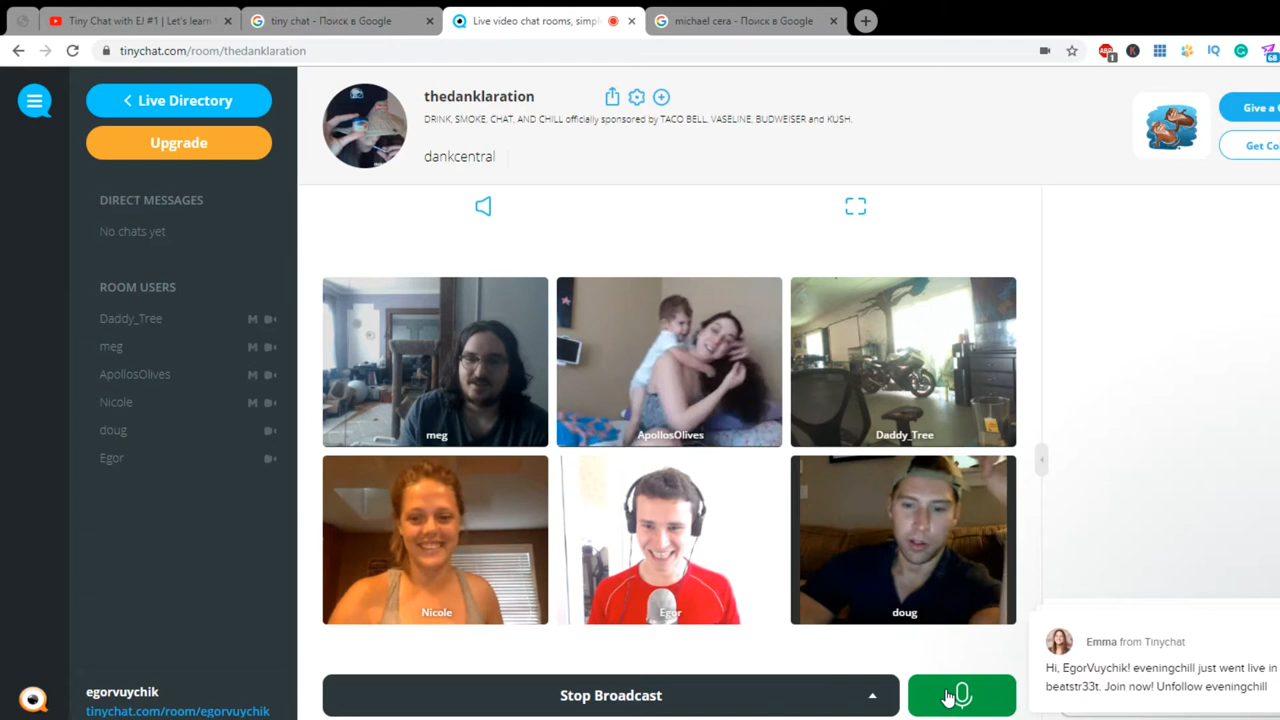 Tiny Chat with EJ #1 | Let's learn
tiny chat - Поиск в Google
Live video chat rooms, simpl
michael cera - Поиск в Google
tinychat.com/room/thedanklaration
ABP
1
K
IQ
G
68
Live Directory
Upgrade
DIRECT MESSAGES
No chats yet
ROOM USERS
Daddy_Tree M
meg M
ApollosOlives M
Nicole M
doug
Egor
egorvuychik
tinychat.com/room/egorvuychik
thedanklaration
DRINK, SMOKE, CHAT, AND CHILL officially sponsored by TACO BELL, VASELINE, BUDWEISER and KUSH.
dankcentral
Give a G
Get Co
meg
ApollosOlives
Daddy_Tree
Nicole
Egor
doug
Stop Broadcast
Emma from Tinychat
Hi, EgorVuychik! eveningchill just went live in
beatstr33t. Join now! Unfollow eveningchill